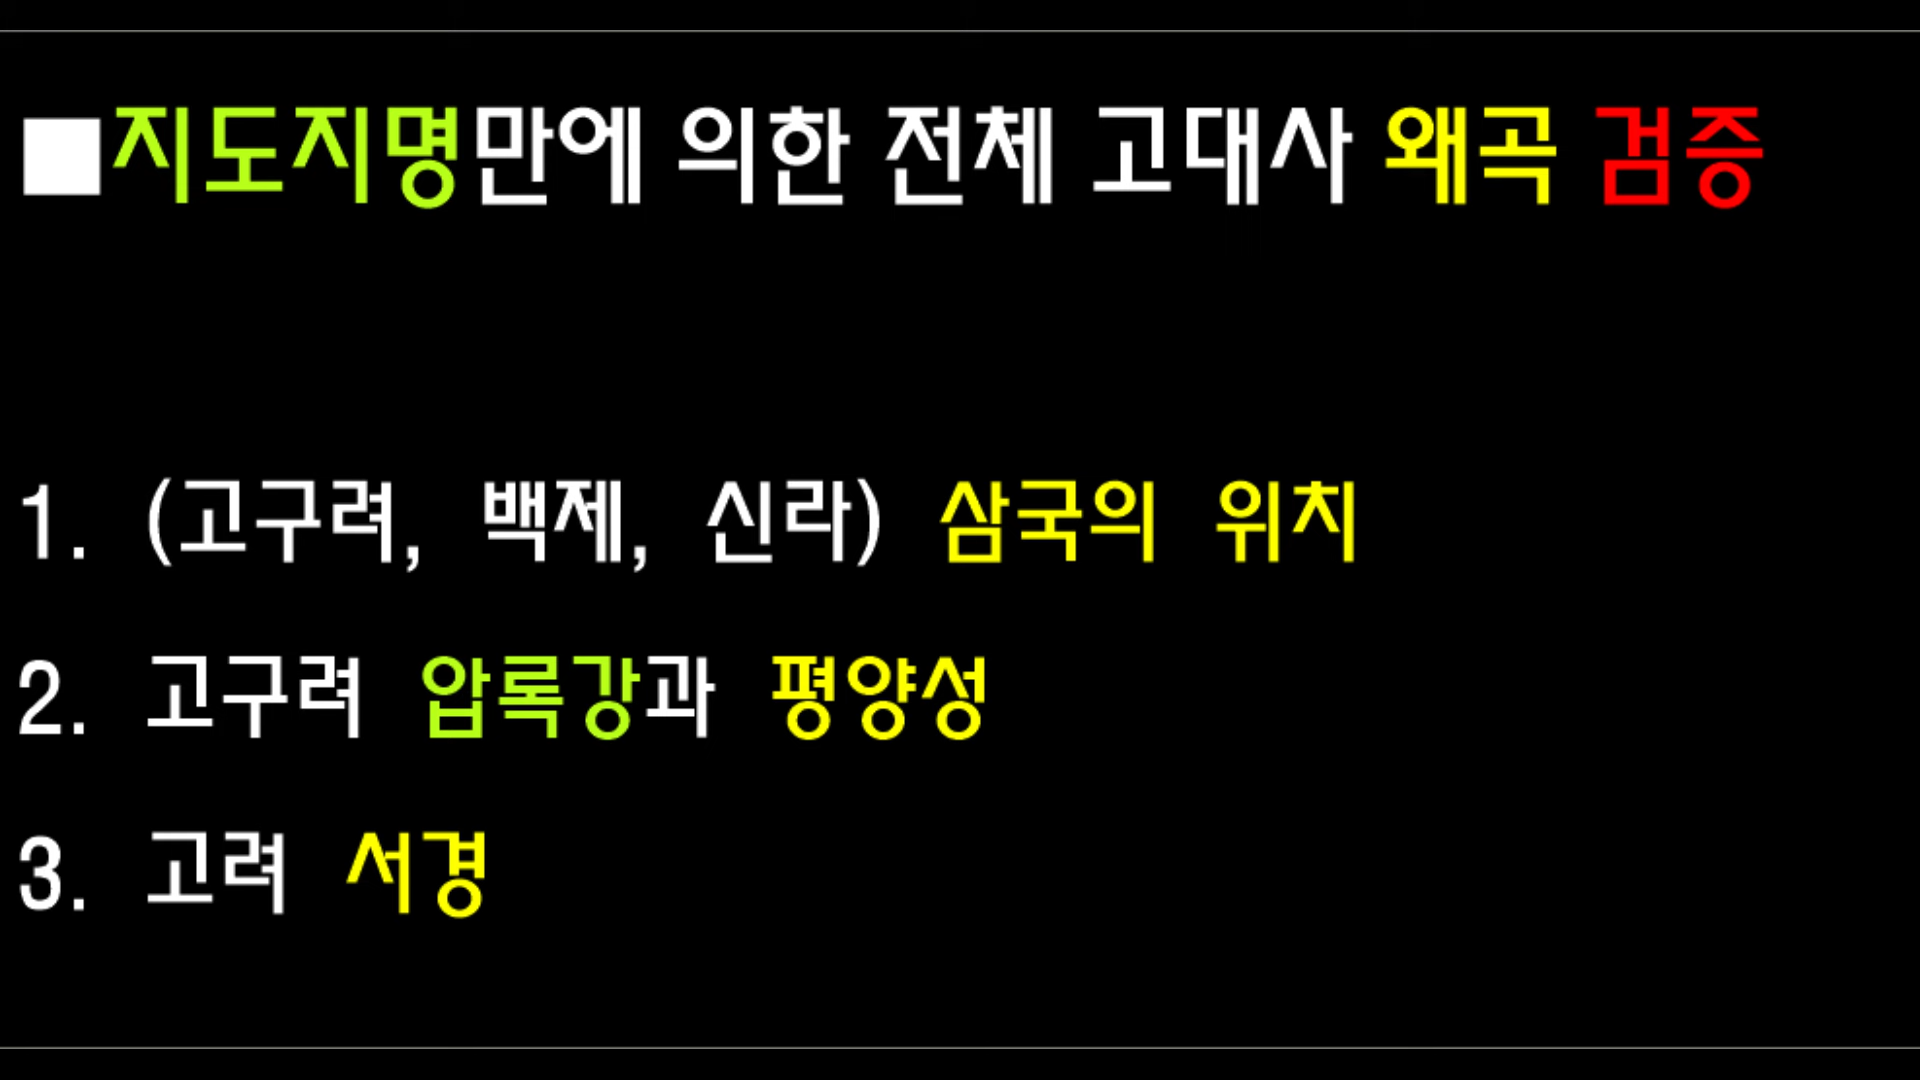 ■지도지명만에 의한 전체 고대사 왜곡 검증
1. (고구려, 백제, 신라) 삼국의 위치
2. 고구려 압록강과 평양성
3. 고려 서경